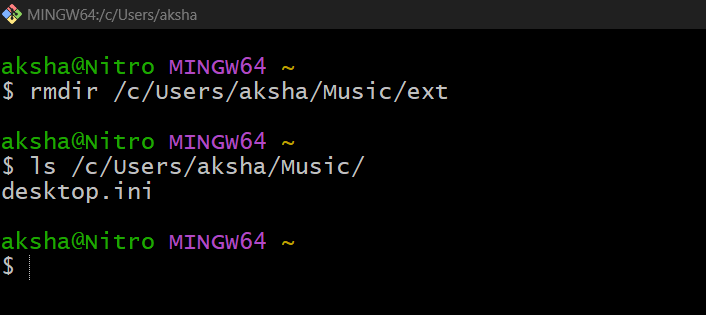 MINGW64:/c/Users/aksha
aksha@Nitro MINGW64 ~
$ rmdir /c/Users/aksha/Music/ext
aksha@Nitro MINGW64 ~
$ ls /c/Users/aksha/Music/
desktop.ini
aksha@Nitro MINGW64 ~
$